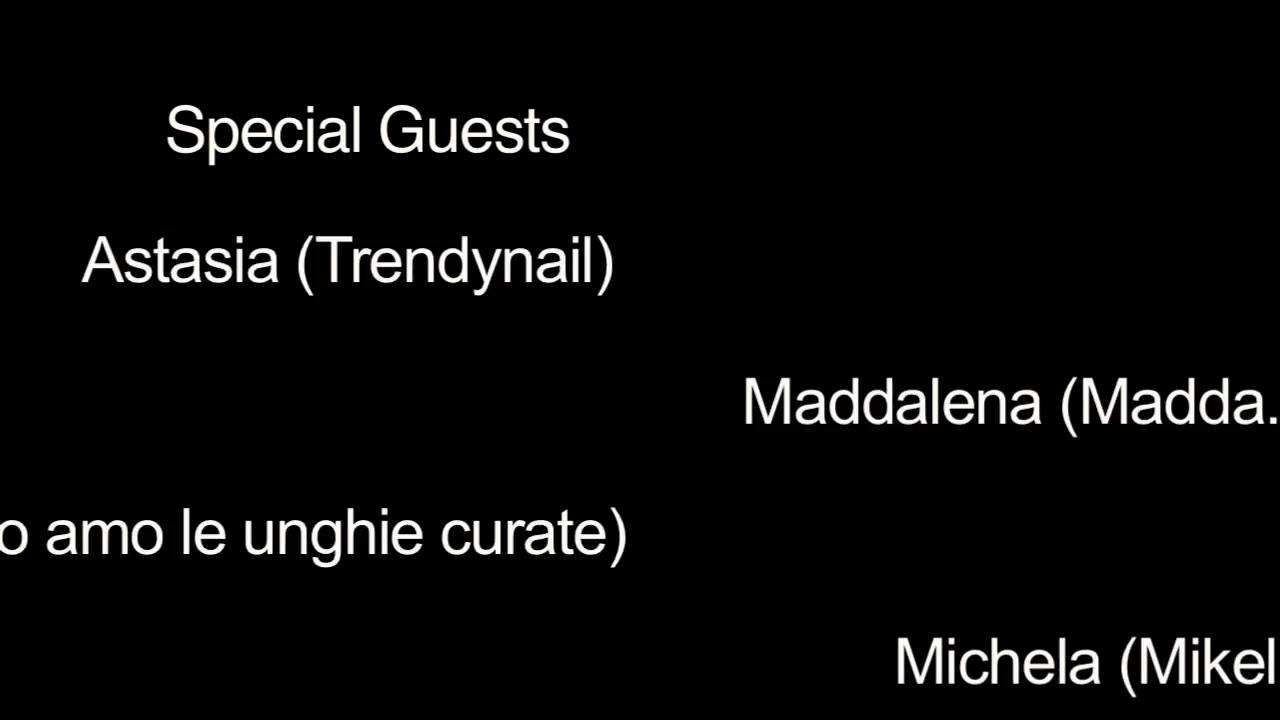 Special Guests
Astasia (Trendynail)
Maddalena (Madda.
o amo le unghie curate)
Michela (Mikel